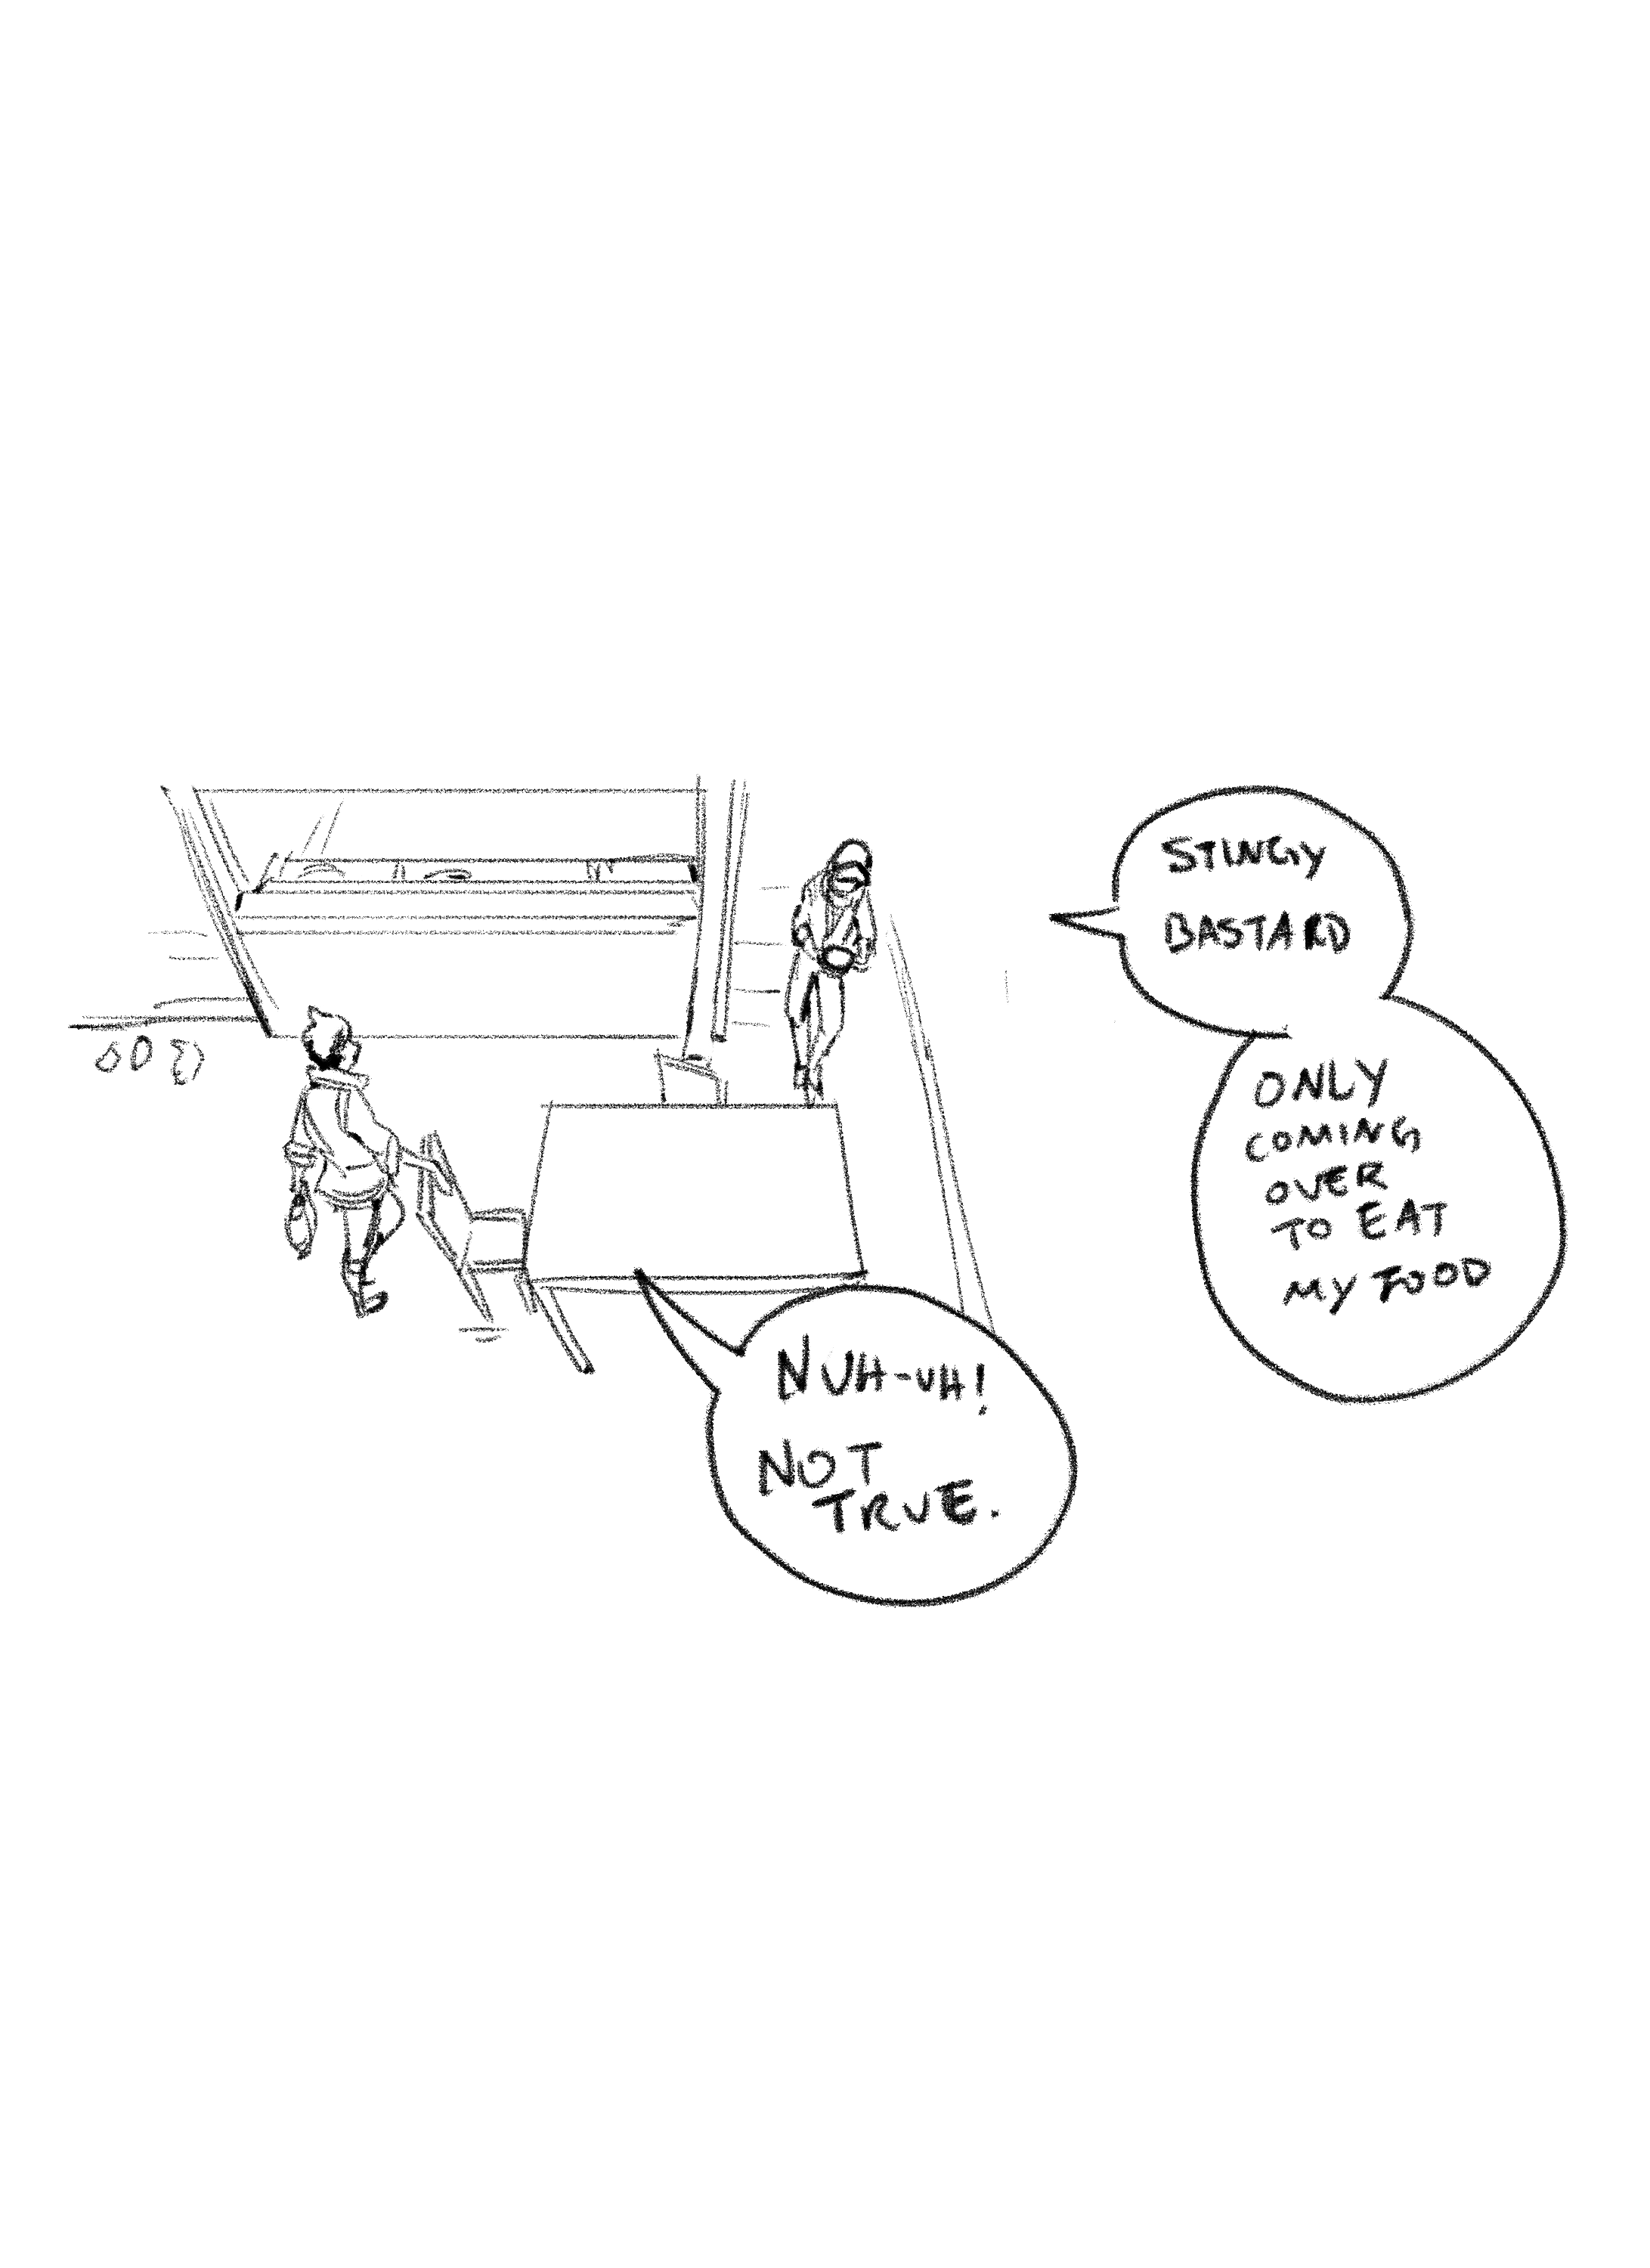 STINGY
BASTARD
ONLY
COMING
OVER
TO EAT
MY FOOD
NUH-UH!
NOT
TRUE.